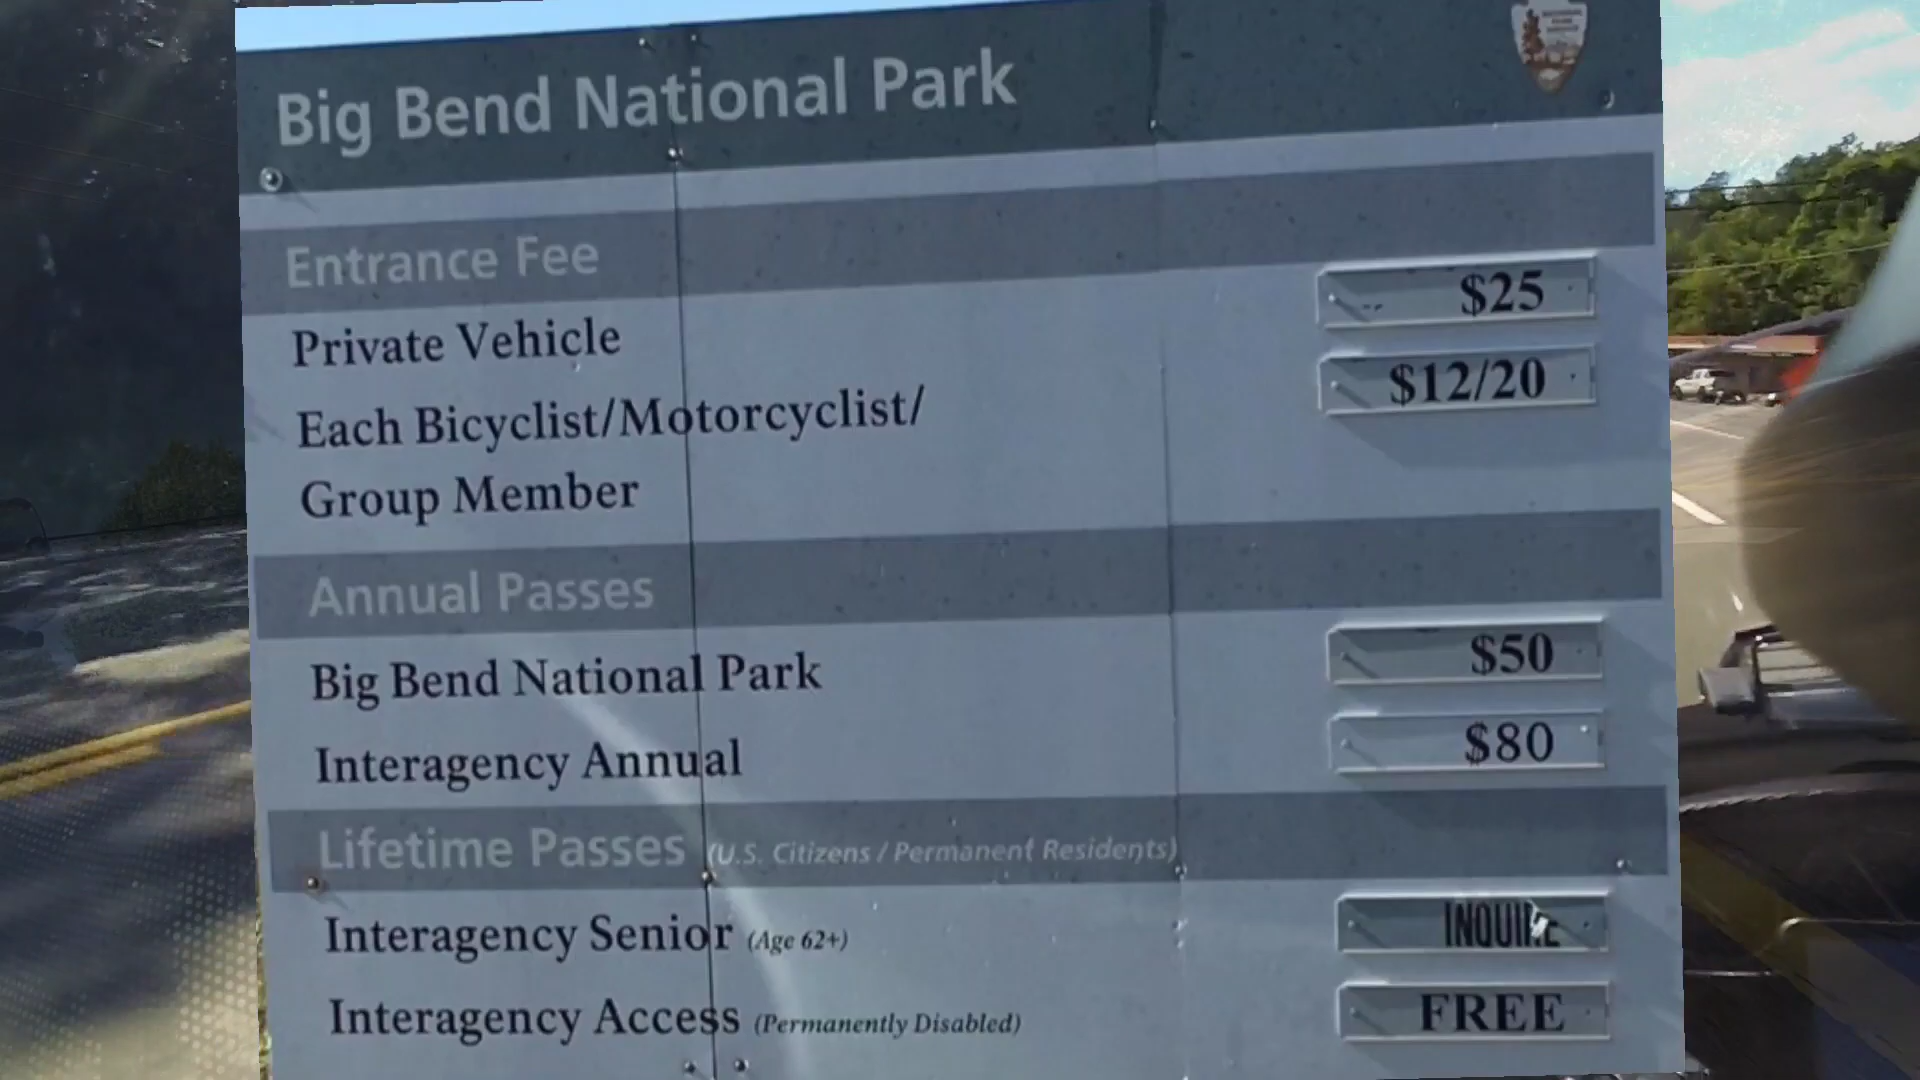 Big Bend National Park
Entrance Fee
Private Vehicle $25
Each Bicyclist/Motorcyclist/ $12/20
Group Member
Annual Passes
Big Bend National Park $50
Interagency Annual $80
Lifetime Passes (U.S. Citizens / Permanent Residents)
Interagency Senior (Age 62+) INQUIRE
Interagency Access (Permanently Disabled) FREE